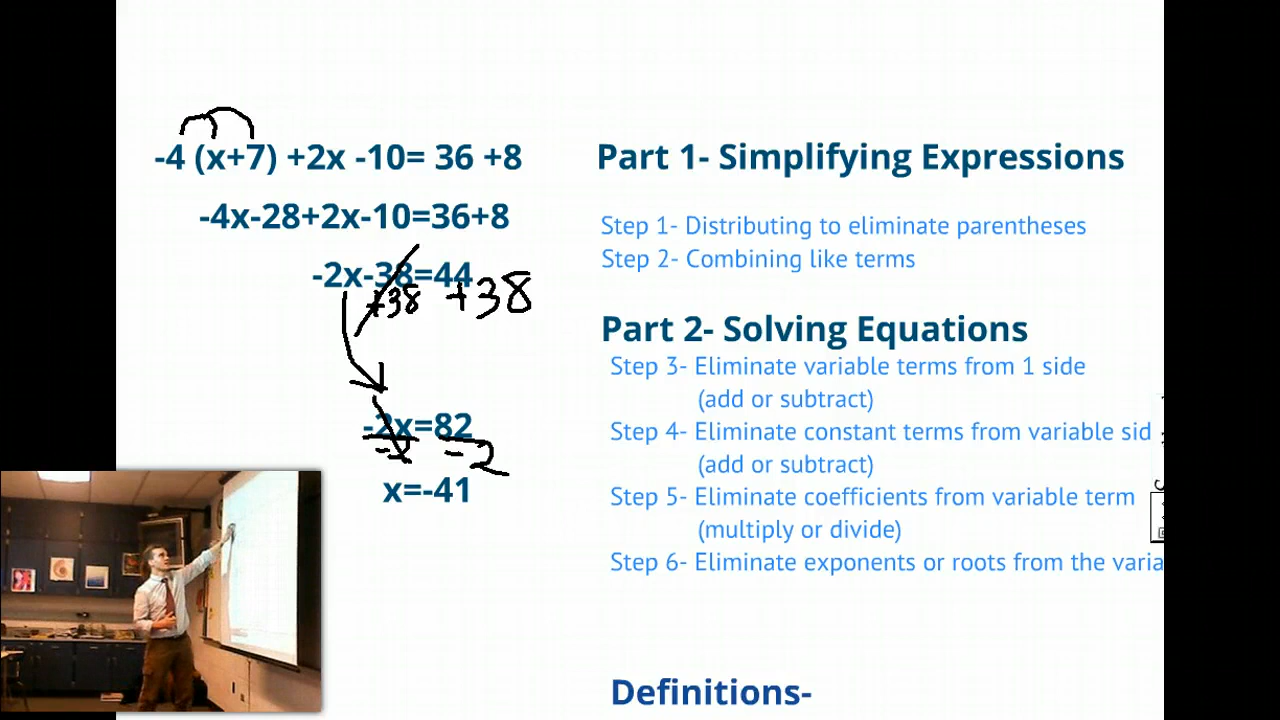 -4 (x+7) +2x -10= 36 +8
-4x-28+2x-10=36+8
-2x-38=44
+38 +38
-2x=82
-2 -2
x=-41
Part 1- Simplifying Expressions
Step 1- Distributing to eliminate parentheses
Step 2- Combining like terms
Part 2- Solving Equations
Step 3- Eliminate variable terms from 1 side
(add or subtract)
Step 4- Eliminate constant terms from variable sid
(add or subtract)
Step 5- Eliminate coefficients from variable term
(multiply or divide)
Step 6- Eliminate exponents or roots from the varia
Definitions-